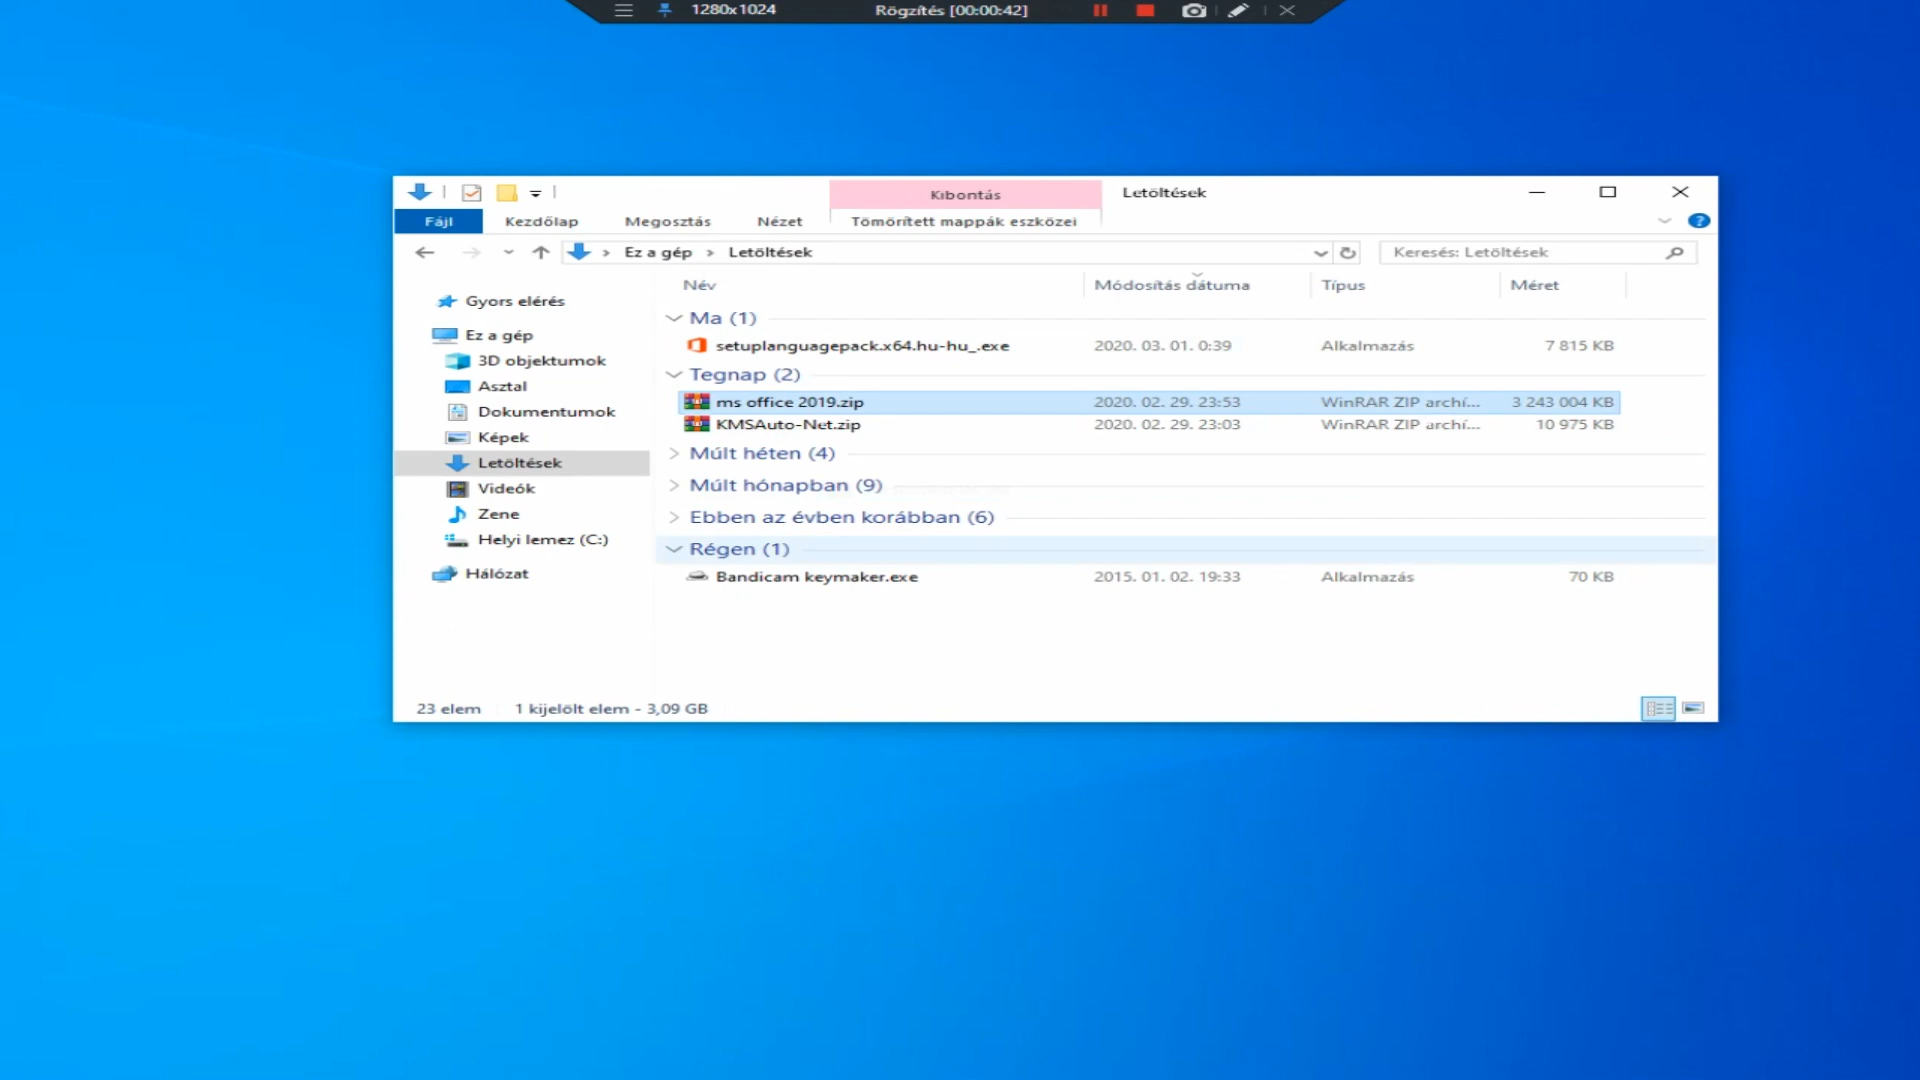 1280x1024 Rögzítés [00:00:42]
Kibontás Letöltések
Fájl Kezdőlap Megosztás Nézet Tömörített mappák eszközei
Ez a gép Letöltések Keresés: Letöltések
Név Módosítás dátuma Típus Méret
Gyors elérés
Ez a gép
3D objektumok
Asztal
Dokumentumok
Képek
Letöltések
Videók
Zene
Helyi lemez (C:)
Hálózat
Ma (1)
setuplanguagepack.x64.hu-hu_.exe 2020. 03. 01. 0:39 Alkalmazás 7 815 KB
Tegnap (2)
ms office 2019.zip 2020. 02. 29. 23:53 WinRAR ZIP archí... 3 243 004 KB
KMSAuto-Net.zip 2020. 02. 29. 23:03 WinRAR ZIP archí... 10 975 KB
Múlt héten (4)
Múlt hónapban (9)
Ebben az évben korábban (6)
Régen (1)
Bandicam keymaker.exe 2015. 01. 02. 19:33 Alkalmazás 70 KB
23 elem 1 kijelölt elem - 3,09 GB